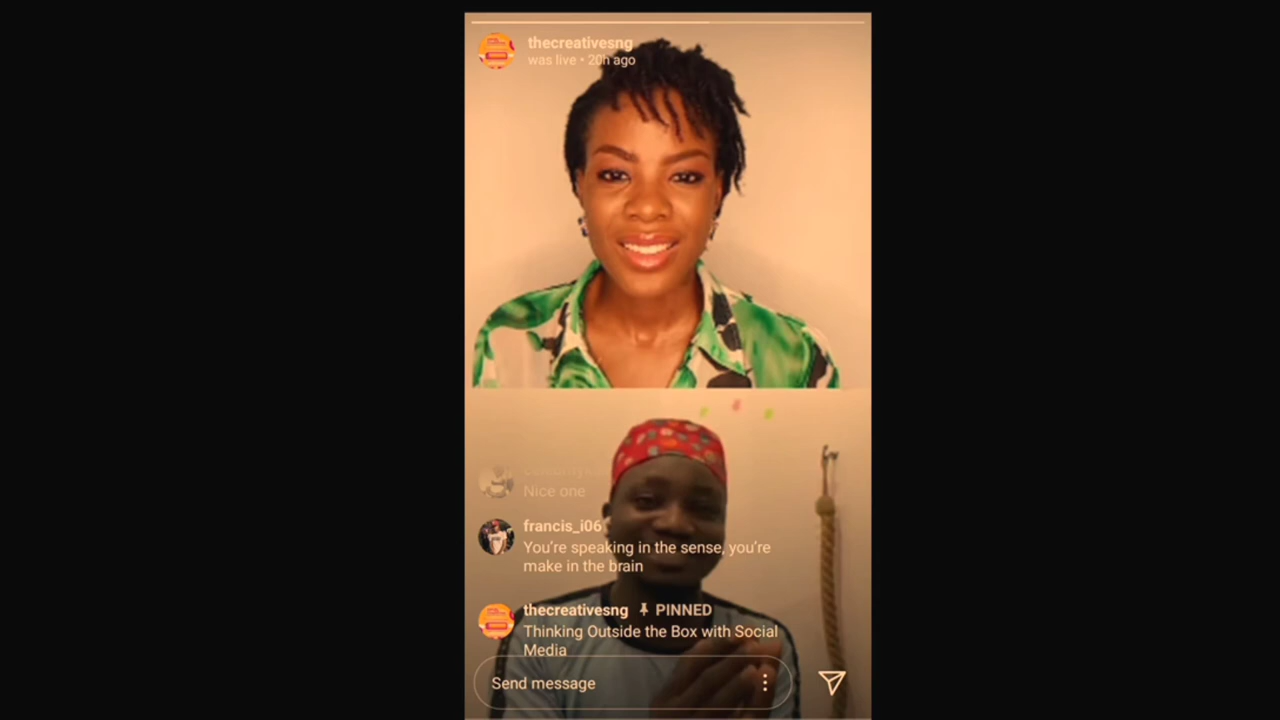 thecreativesng
was live • 20h ago
Nice one
francis_i06
You're speaking in the sense, you're
make in the brain
thecreativesng PINNED
Thinking Outside the Box with Social
Media
Send message